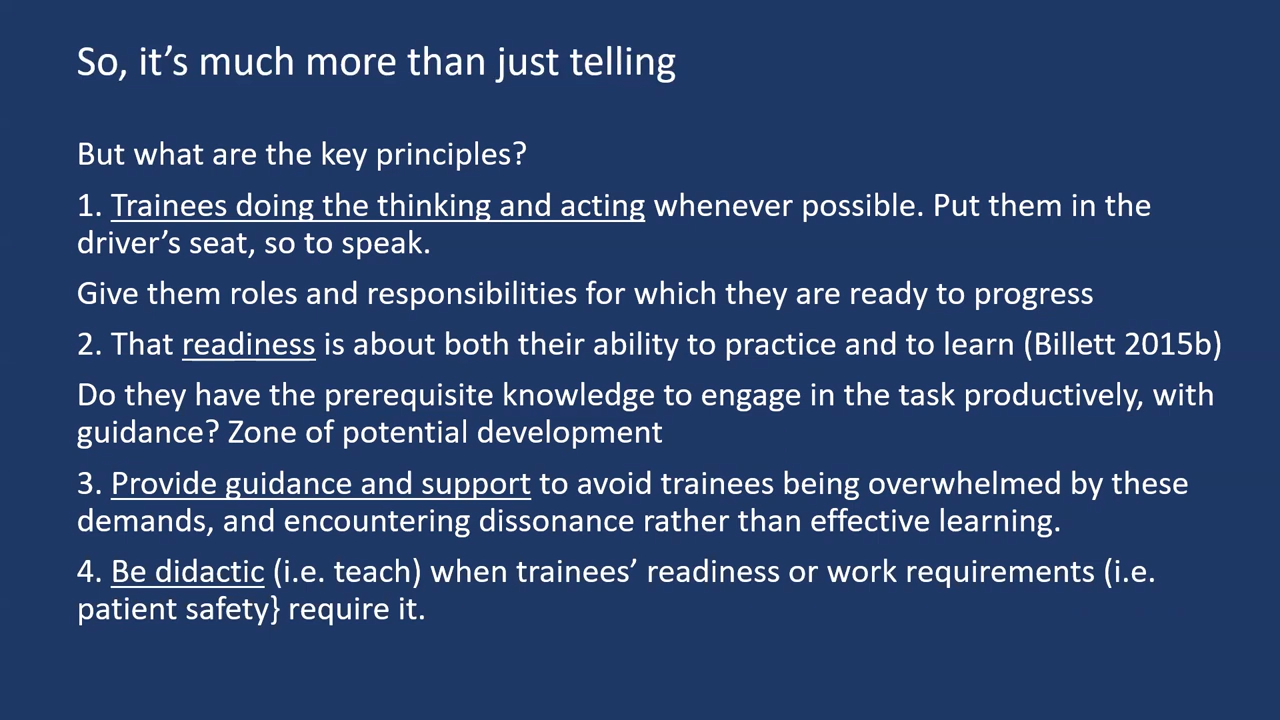 So, it’s much more than just telling
But what are the key principles?
1. Trainees doing the thinking and acting whenever possible. Put them in the
driver’s seat, so to speak.
Give them roles and responsibilities for which they are ready to progress
2. That readiness is about both their ability to practice and to learn (Billett 2015b)
Do they have the prerequisite knowledge to engage in the task productively, with
guidance? Zone of potential development
3. Provide guidance and support to avoid trainees being overwhelmed by these
demands, and encountering dissonance rather than effective learning.
4. Be didactic (i.e. teach) when trainees’ readiness or work requirements (i.e.
patient safety} require it.